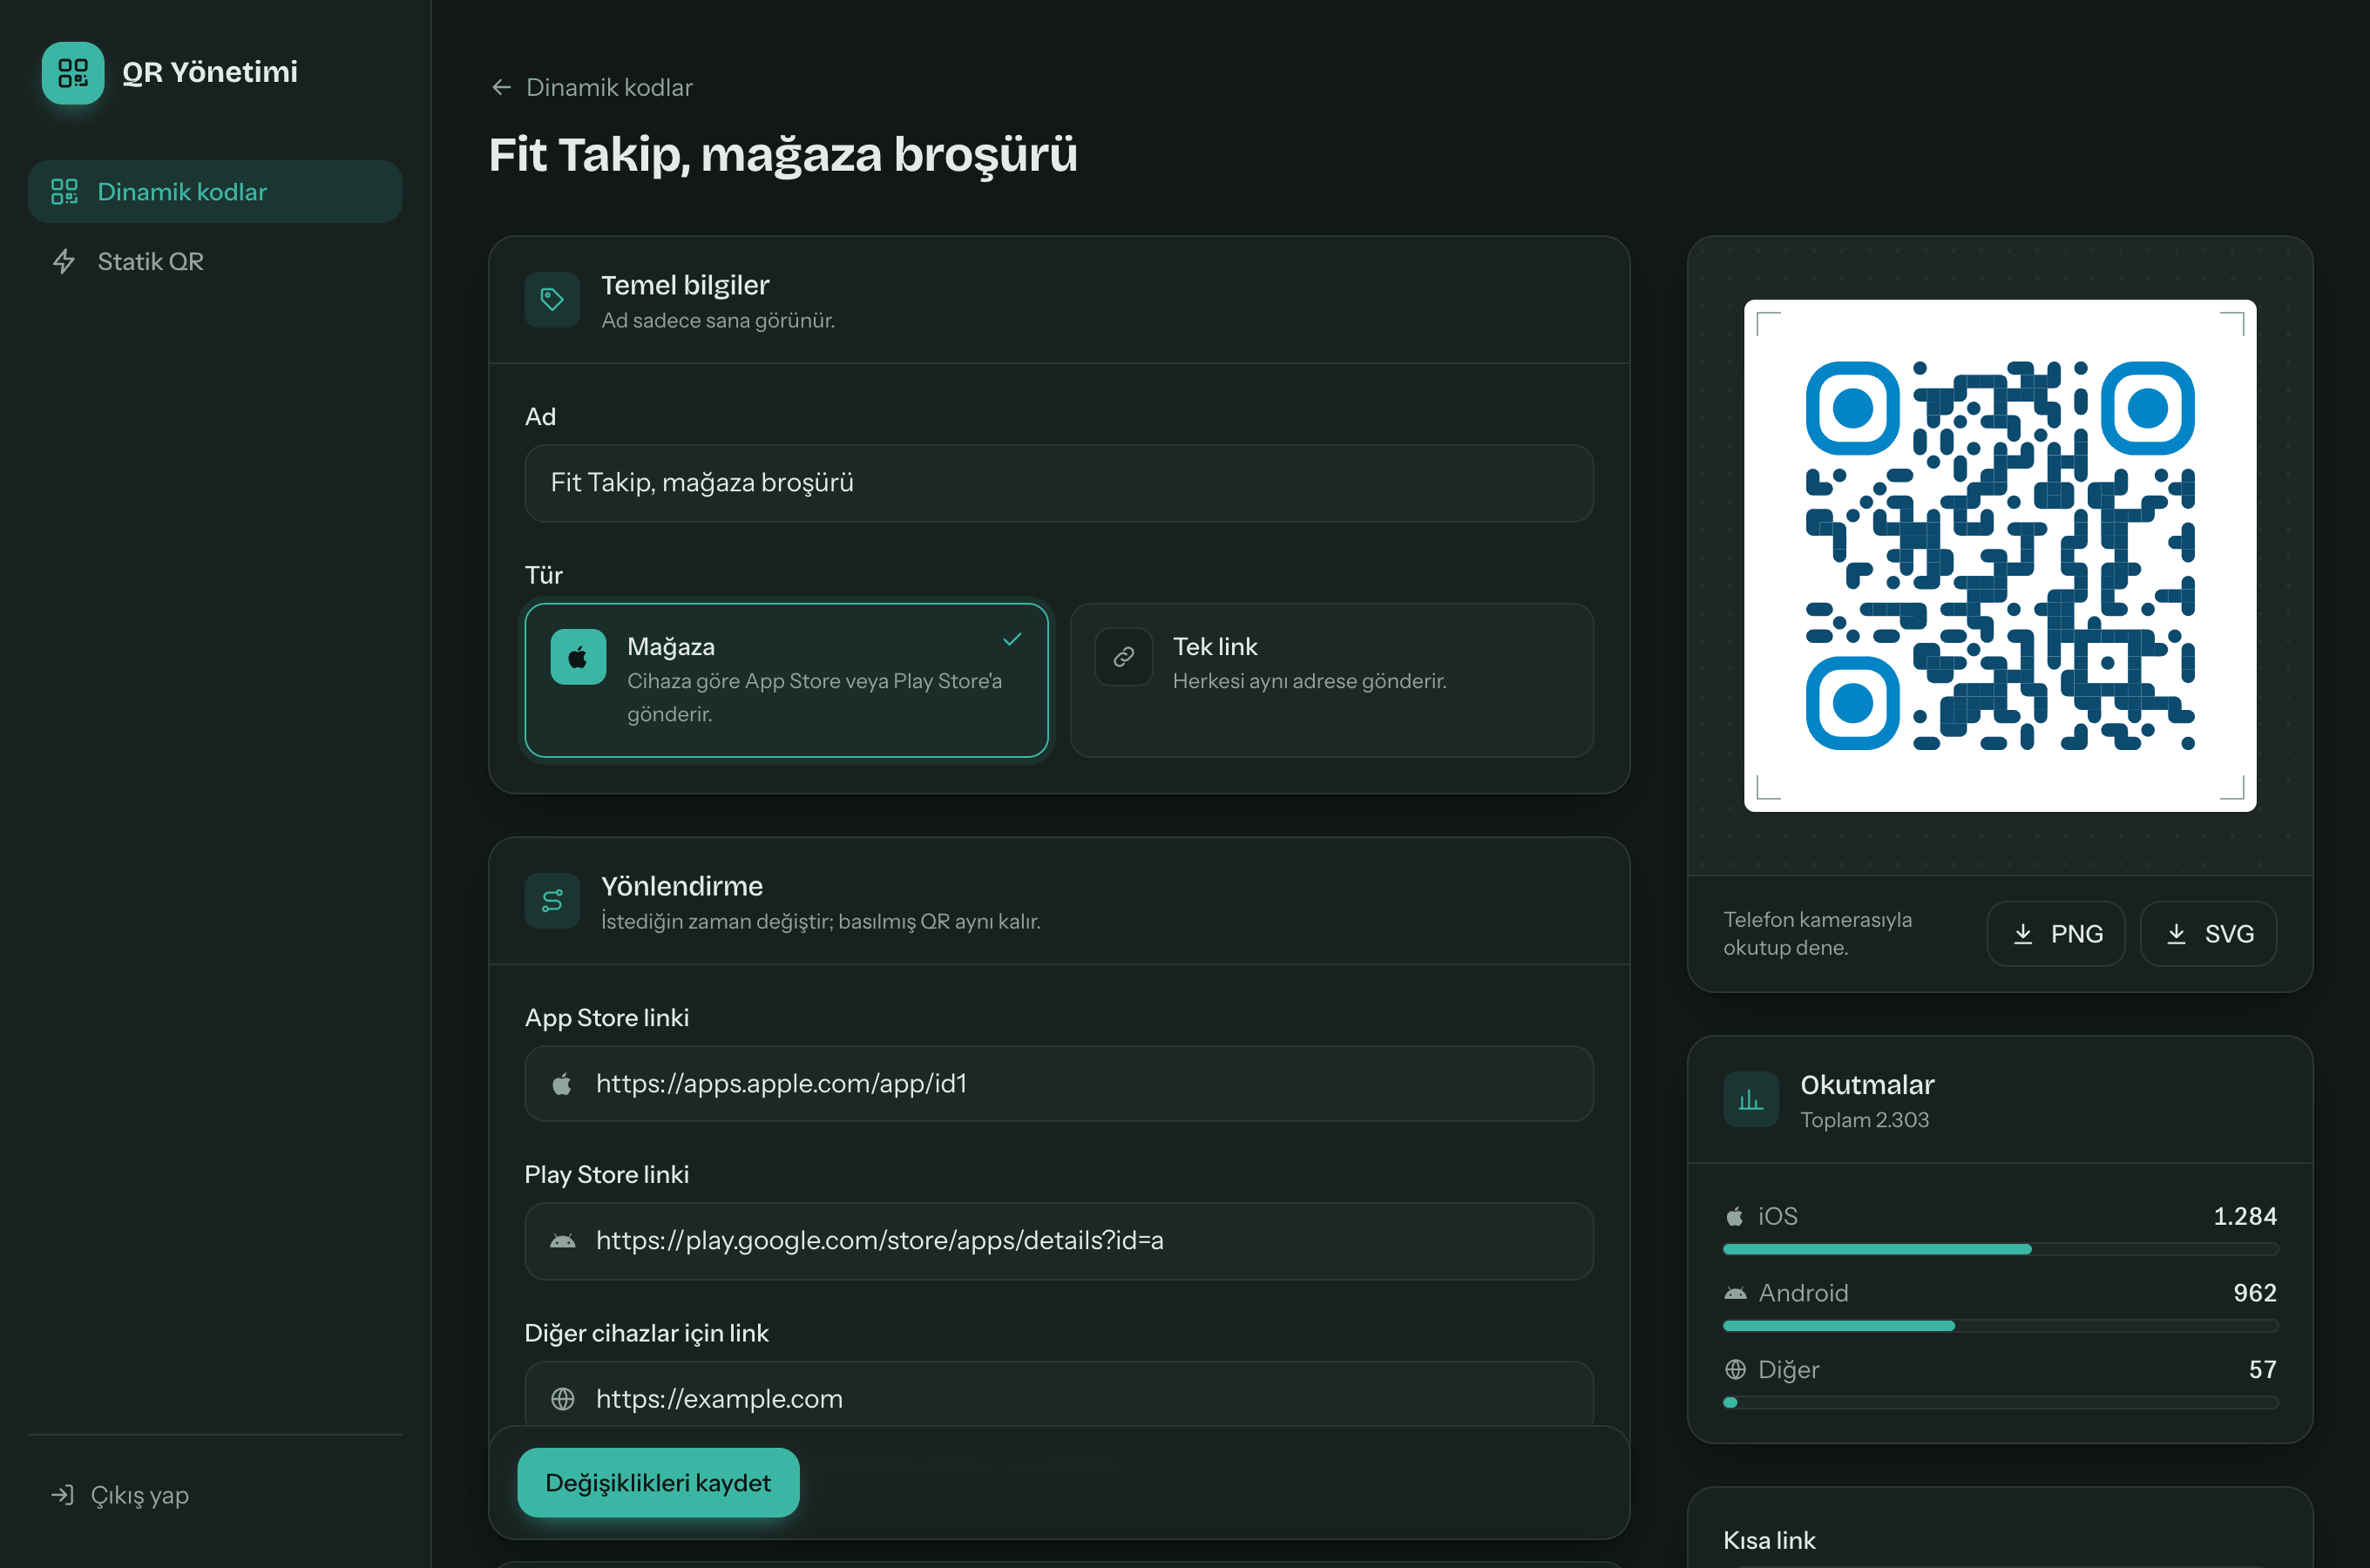 QR Yönetimi
Dinamik kodlar
Statik QR
Çıkış yap
Dinamik kodlar
Fit Takip, mağaza broşürü
Temel bilgiler
Ad sadece sana görünür.
Ad
Fit Takip, mağaza broşürü
Tür
Mağaza
Cihaza göre App Store veya Play Store'a
gönderir.
Tek link
Herkesi aynı adrese gönderir.
Yönlendirme
İstediğin zaman değiştir; basılmış QR aynı kalır.
App Store linki
https://apps.apple.com/app/id1
Play Store linki
https://play.google.com/store/apps/details?id=a
Diğer cihazlar için link
https://example.com
Değişiklikleri kaydet
Telefon kamerasıyla
okutup dene.
PNG
SVG
Okutmalar
Toplam 2.303
iOS 1.284
Android 962
Diğer 57
Kısa link